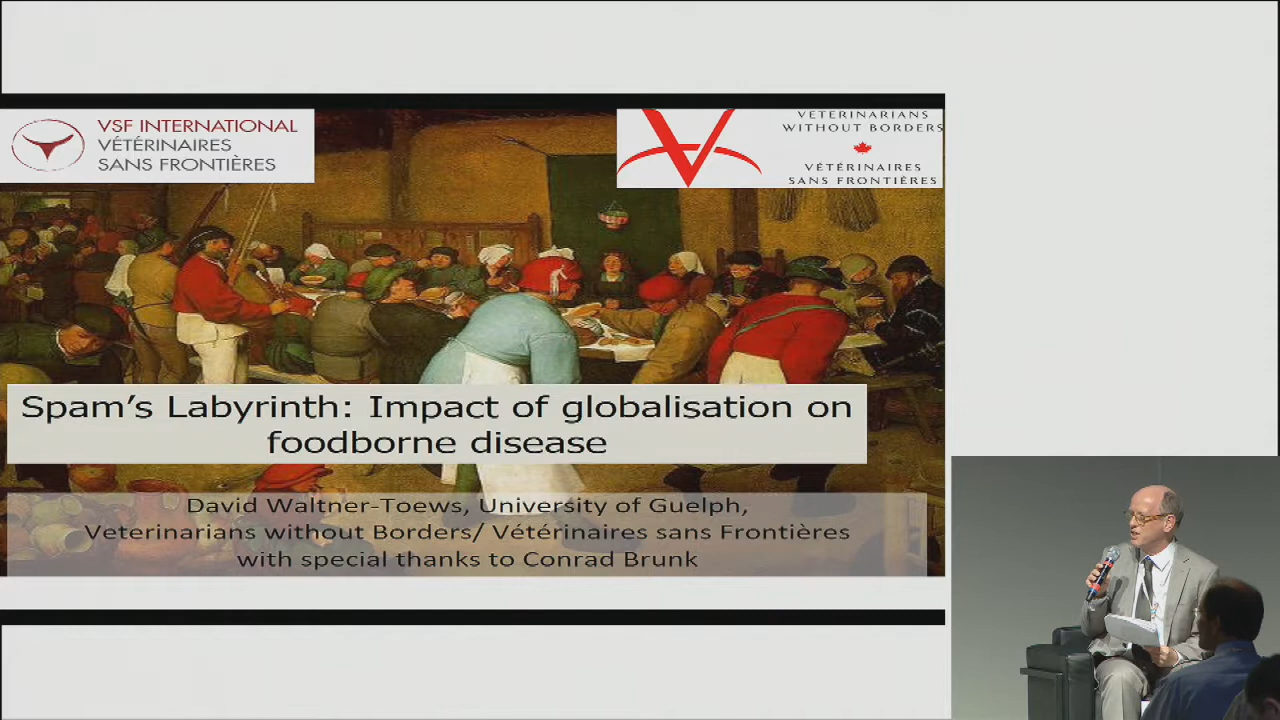 VSF INTERNATIONAL
VÉTÉRINAIRES
SANS FRONTIÈRES
VETERINARIANS
WITHOUT BORDERS
VÉTÉRINAIRES
SANS FRONTIÈRES
Spam's Labyrinth: Impact of globalisation on
foodborne disease
David Waltner-Toews, University of Guelph,
Veterinarians without Borders/ Vétérinaires sans Frontières
with special thanks to Conrad Brunk